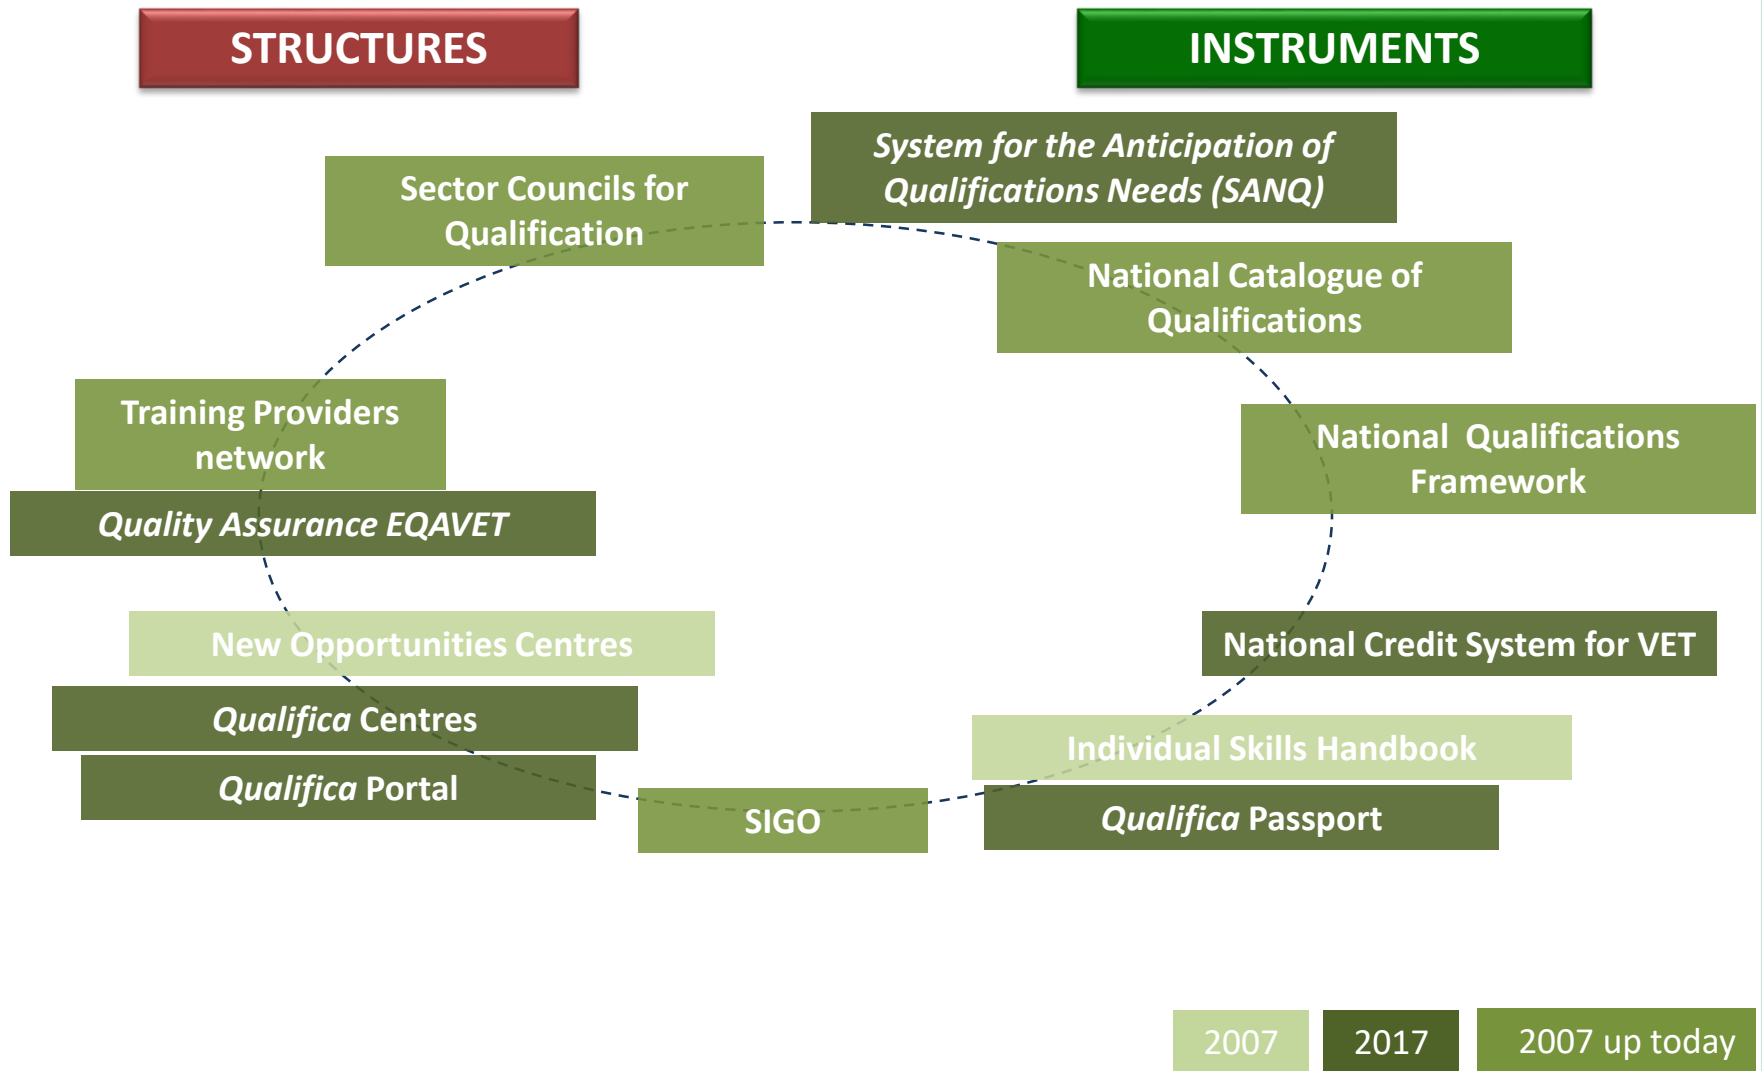 STRUCTURES
INSTRUMENTS
System for the Anticipation of
Qualifications Needs (SANQ)
Sector Councils for
Qualification
National Catalogue of
Qualifications
Training Providers
network
National  Qualifications
Framework
Quality Assurance EQAVET
New Opportunities Centres
National Credit System for VET
Qualifica Centres
Individual Skills Handbook
Qualifica Portal
SIGO
Qualifica Passport
2007
2017
2007 up today